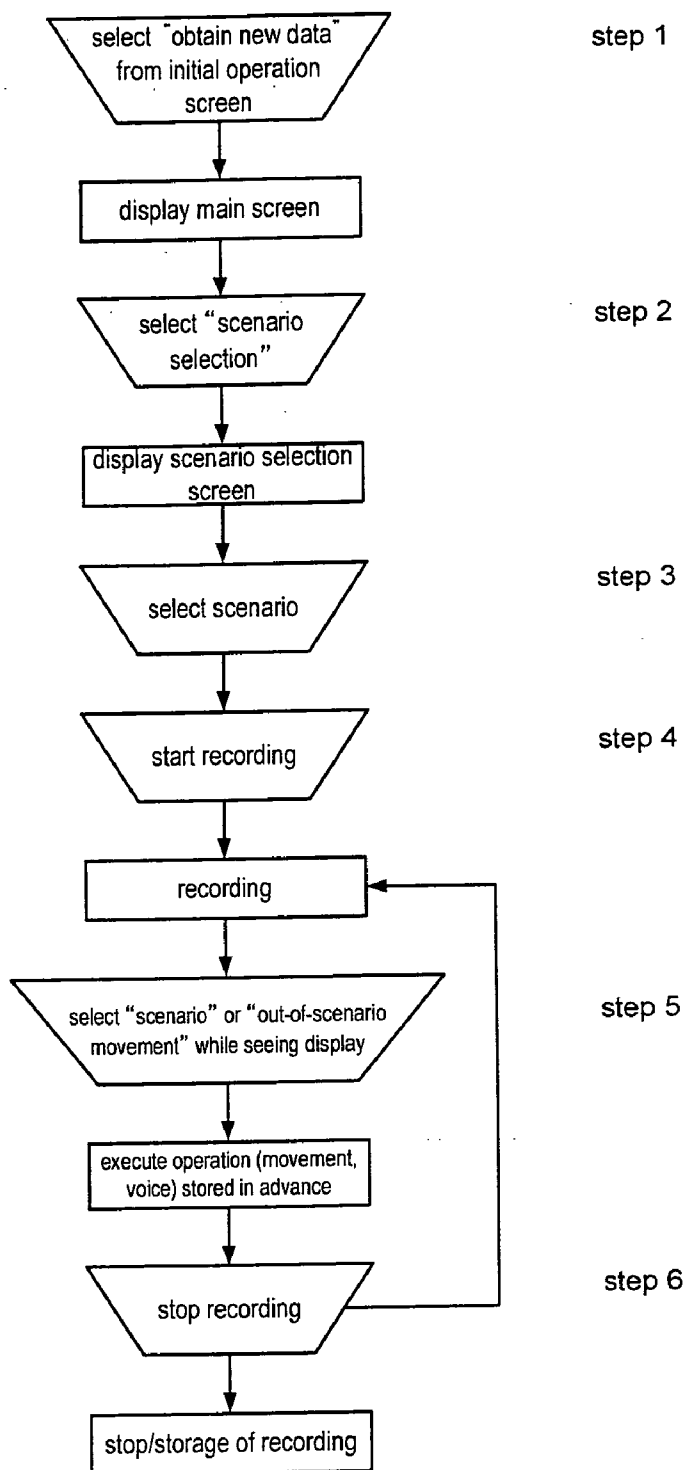 select “obtain new data”
step 1
from initial operation
screen
display main screen
select “scenario
step 2
selection”
display scenario selection
screen
select scenario
step 3
start recording
step 4
recording
select “scenario” or “out-of-scenario
step 5
movement” while seeing display
execute operation (movement,
voice) stored in advance
stop recording
step 6
stop/storage of recording